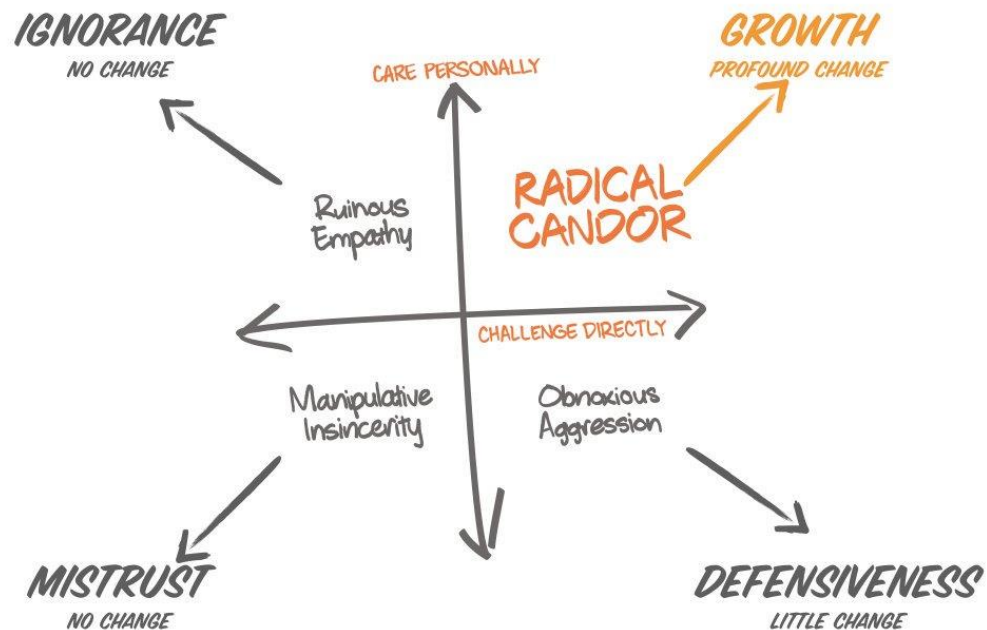 IGNORANCE
NO CHANGE
GROWTH
PROFOUND CHANGE
CARE PERSONALLY
Ruinous
Empathy
RADICAL
CANDOR
CHALLENGE DIRECTLY
Manipulative
Insincerity
Obnoxious
Aggression
MISTRUST
NO CHANGE
DEFENSIVENESS
LITTLE CHANGE